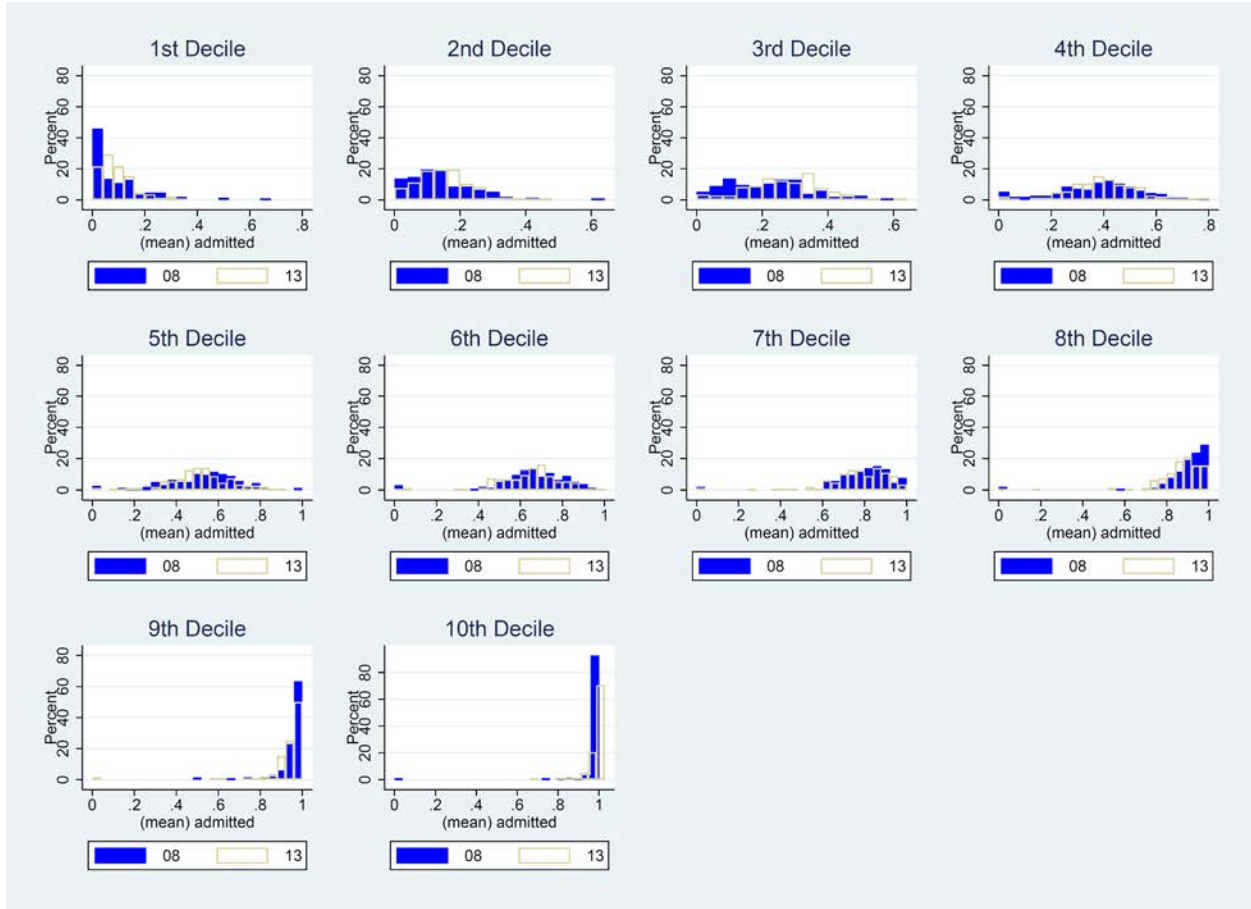 1st Decile
Percent
80
60
40
20
0
0 .2 .4 .6 .8
(mean) admitted
08 13
2nd Decile
Percent
80
60
40
20
0
0 .2 .4 .6
(mean) admitted
08 13
3rd Decile
Percent
80
60
40
20
0
0 .2 .4 .6
(mean) admitted
08 13
4th Decile
Percent
80
60
40
20
0
0 .2 .4 .6 .8
(mean) admitted
08 13
5th Decile
Percent
80
60
40
20
0
0 .2 .4 .6 .8 1
(mean) admitted
08 13
6th Decile
Percent
80
60
40
20
0
0 .2 .4 .6 .8 1
(mean) admitted
08 13
7th Decile
Percent
80
60
40
20
0
0 .2 .4 .6 .8 1
(mean) admitted
08 13
8th Decile
Percent
80
60
40
20
0
0 .2 .4 .6 .8 1
(mean) admitted
08 13
9th Decile
Percent
80
60
40
20
0
0 .2 .4 .6 .8 1
(mean) admitted
08 13
10th Decile
Percent
80
60
40
20
0
0 .2 .4 .6 .8 1
(mean) admitted
08 13